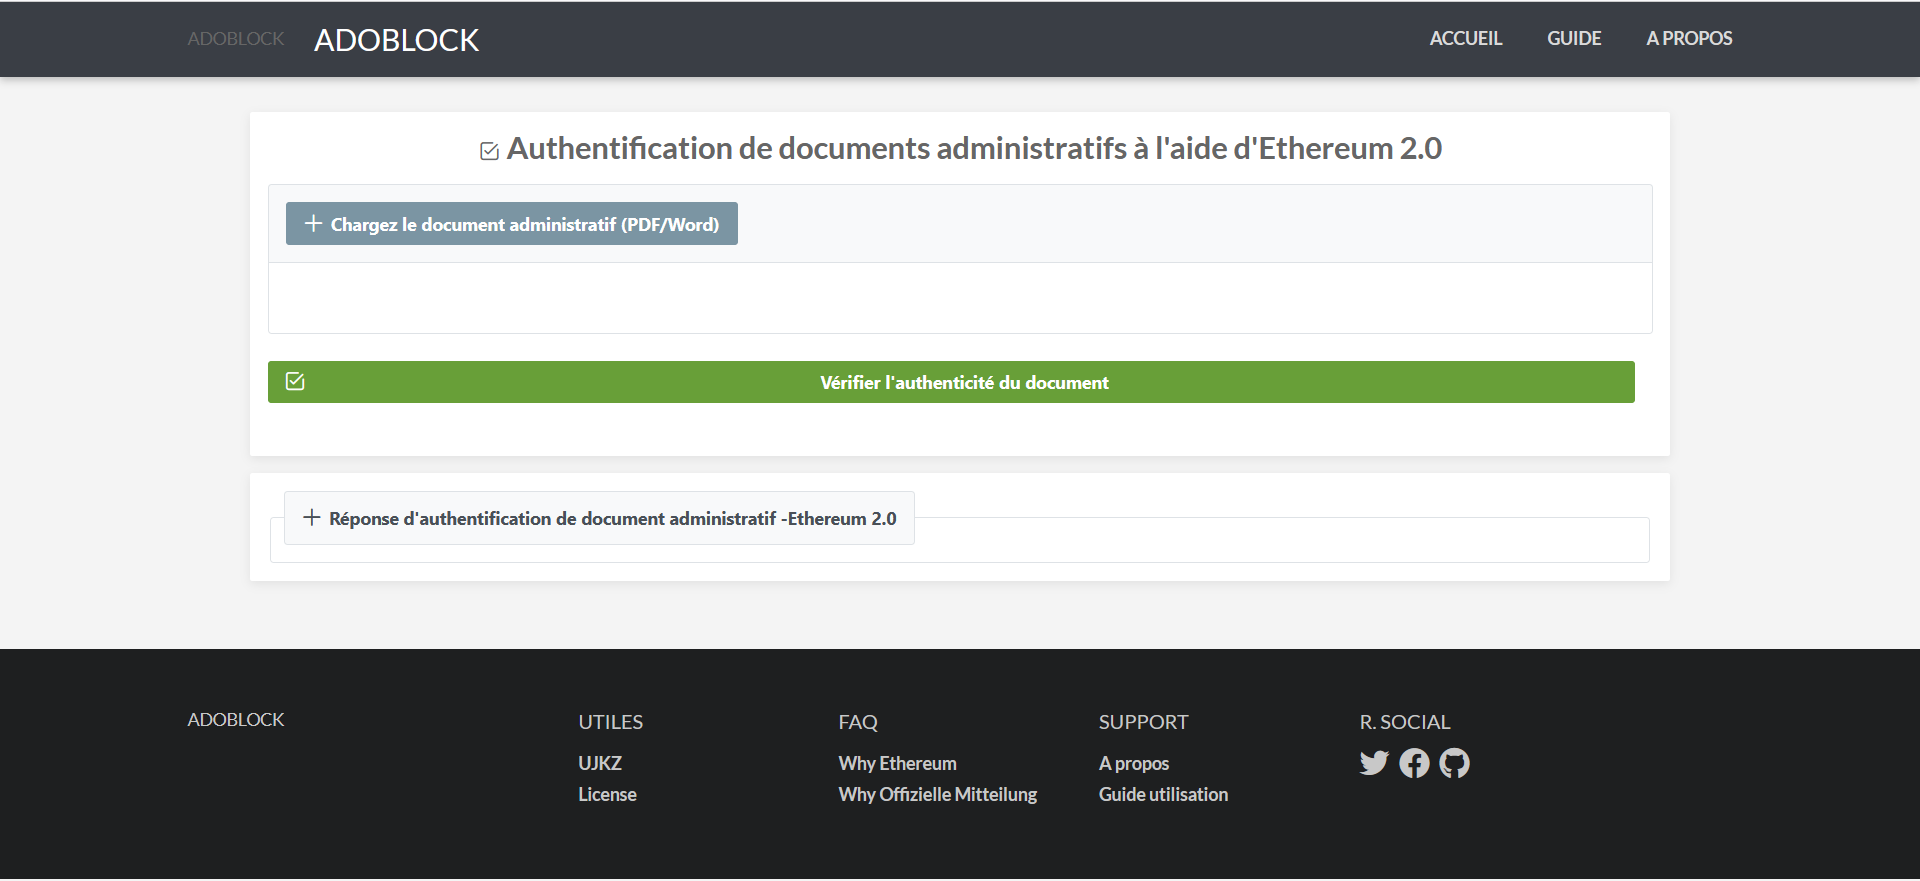 ADOBLOCK ADOBLOCK ACCUEIL GUIDE A PROPOS
Authentification de documents administratifs à l'aide d'Ethereum 2.0
Chargez le document administratif (PDF/Word)
Vérifier l'authenticité du document
Réponse d'authentification de document administratif -Ethereum 2.0
ADOBLOCK
UTILES
UJKZ
License
FAQ
Why Ethereum
Why Offizielle Mitteilung
SUPPORT
A propos
Guide utilisation
R. SOCIAL